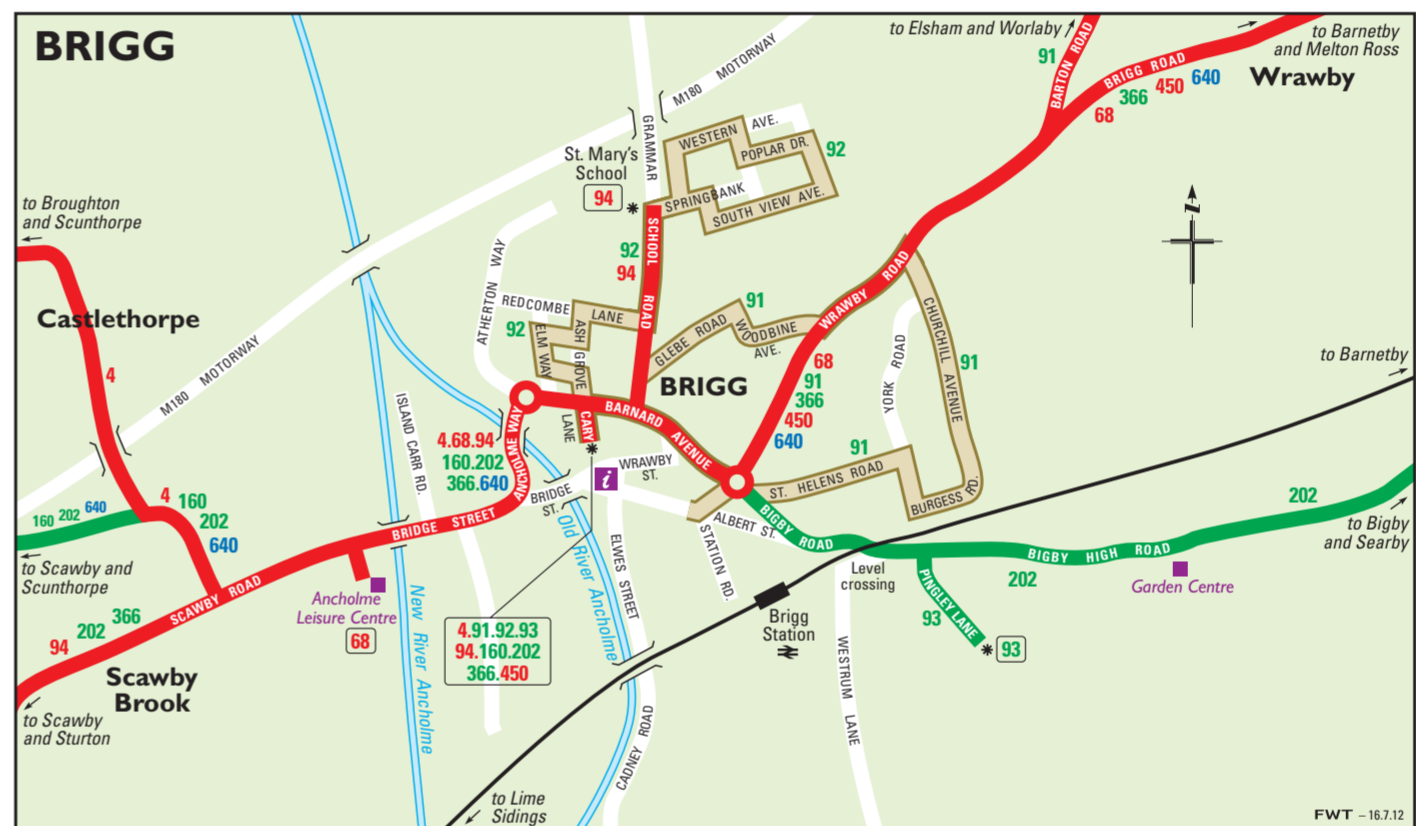 BRIGG
to Elsham and Worlaby
91
BARTON ROAD
BRIGG ROAD
to Barnetby
and Melton Ross
Wrawby
68
366
450
640
M180 MOTORWAY
GRAMMAR
SCHOOL
ROAD
St. Mary's
School
94
WESTERN AVE.
POPLAR DR.
92
SPRINGBANK
SOUTH VIEW AVE.
92
94
to Broughton
and Scunthorpe
Castlethorpe
4
M180 MOTORWAY
ATHERTON WAY
REDCOMBE LANE
92
ELM WAY
ASH GROVE
CARY
LANE
GLEBE ROAD
91
WOODBINE
AVE.
WRAWBY ROAD
68
91
366
450
640
YORK ROAD
CHURCHILL AVENUE
91
n
to Barnetby
BRIGG
BARNARD AVENUE
ISLAND CARR RD.
4.68.94
160.202
366.640
ANCHOLME WAY
BRIDGE
ST.
i
WRAWBY
ST.
91
ST. HELENS ROAD
BURGESS RD.
160 202 640
4
160
202
640
BRIDGE STREET
to Scawby and
Scunthorpe
SCAWBY ROAD
366
202
94
Scawby
Brook
to Scawby
and Sturton
Ancholme
Leisure Centre
68
New River Ancholme
Old River Ancholme
4.91.92.93
94.160.202
366.450
ELWES STREET
ALBERT ST.
STATION RD.
BIGBY ROAD
Level
crossing
Brigg
Station
BIGBY HIGH ROAD
202
202
to Bigby
and Searby
Garden Centre
PINGLEY LANE
93
93
WESTRUM LANE
CADNEY ROAD
to Lime
Sidings
FWT – 16.7.12